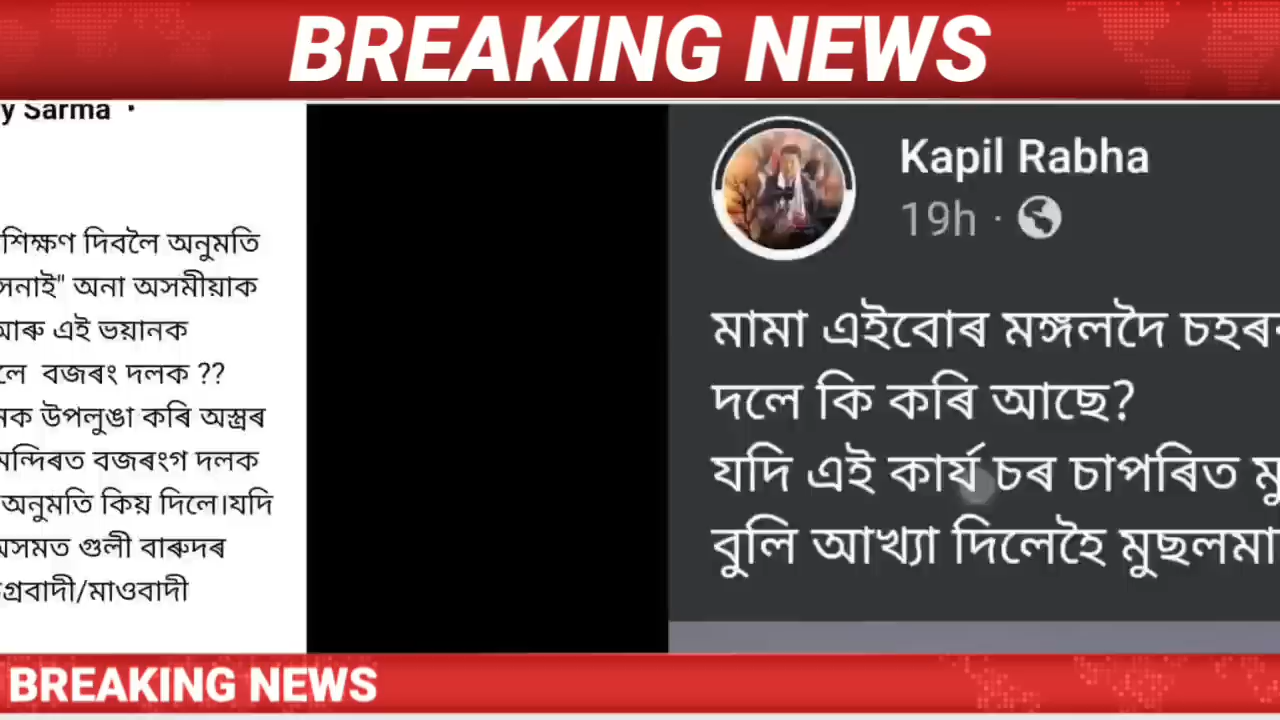 BREAKING NEWS
y Sarma ·
শিক্ষণ দিবলৈ অনুমতি
সেনাই" অনা অসমীয়াক
আৰু এই ভয়ানক
লে বজৰং দলক ??
উপলুঙা কৰি অস্ত্ৰৰ
মন্দিৰত বজৰংগ দলক
অনুমতি কিয় দিলে।যদি
অসমত গুলী বাৰুদৰ
গ্ৰবাদী/মাওবাদী
Kapil Rabha
19h ·
মামা এইবোৰ মঙ্গলদৈ চহৰ
দলে কি কৰি আছে?
যদি এই কাৰ্য চৰ চাপৰিত মু
বুলি আখ্যা দিলেহৈ মুছলমা
BREAKING NEWS